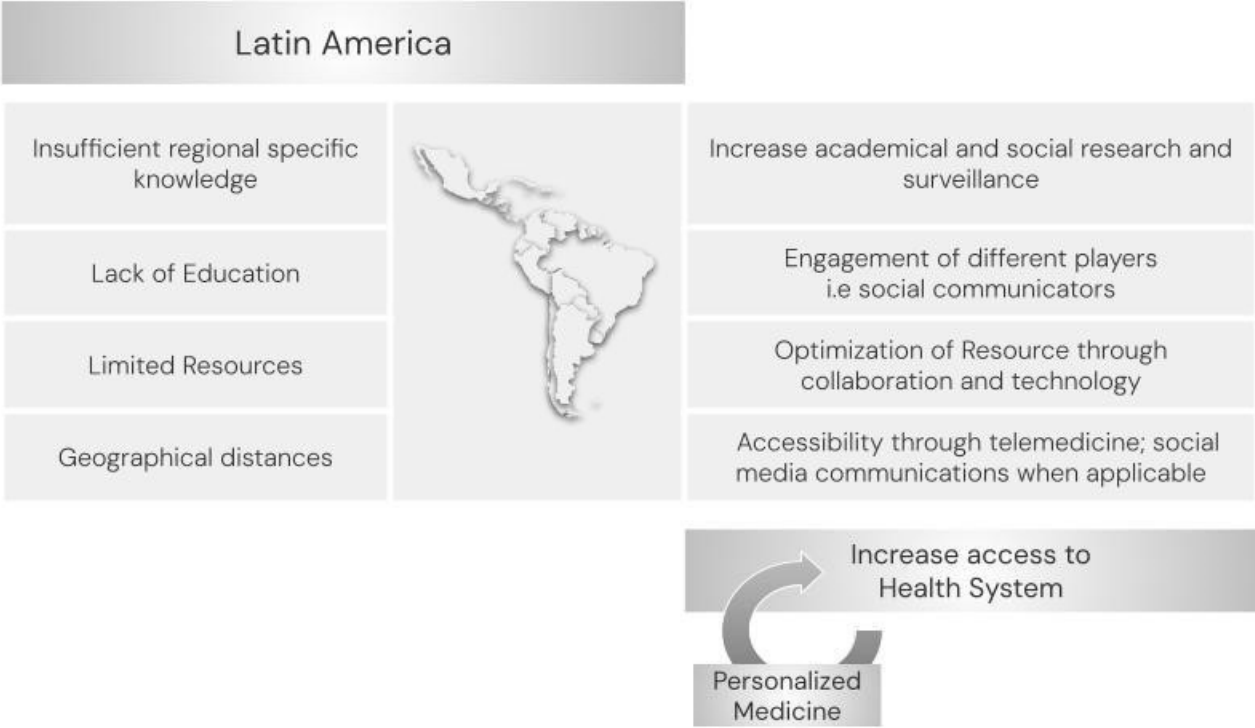 Latin America
Insufficient regional specific
knowledge
Increase academical and social research and
surveillance
Lack of Education
Engagement of different players
i.e social communicators
Limited Resources
Optimization of Resource through
collaboration and technology
Geographical distances
Accessibility through telemedicine; social
media communications when applicable
Increase access to
Health System
Personalized
Medicine